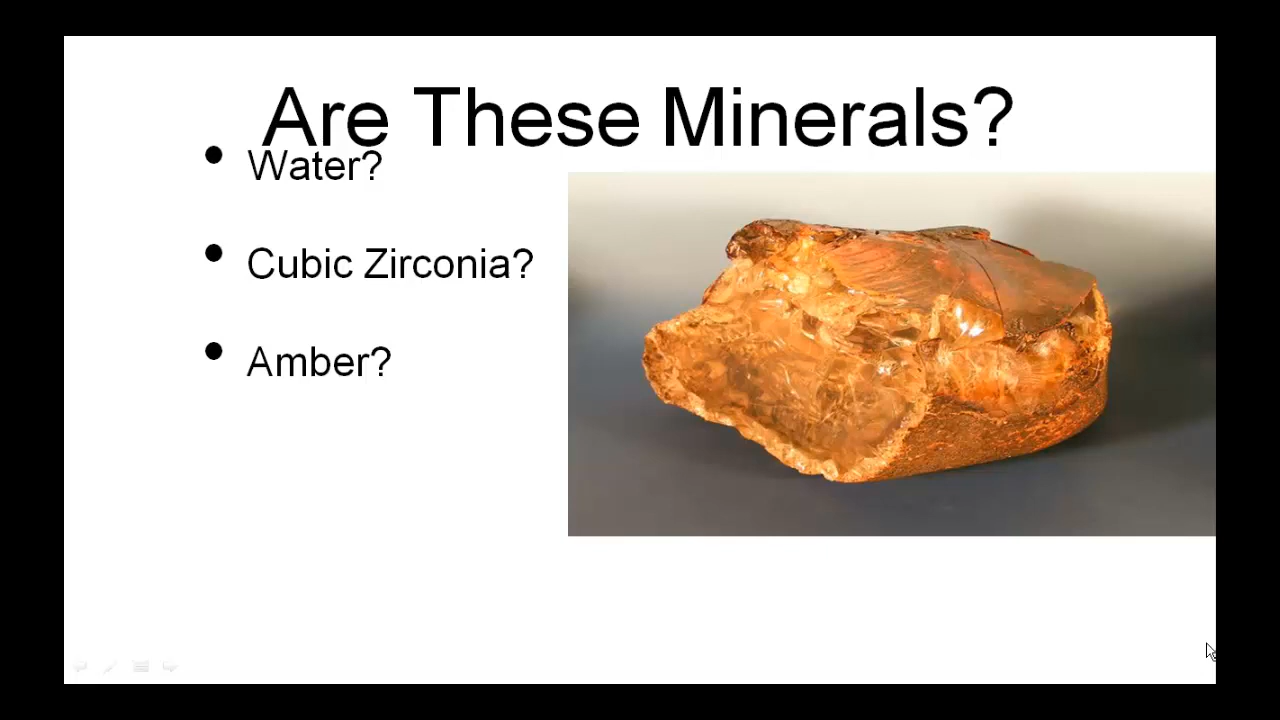 Are These Minerals?
• Water?
• Cubic Zirconia?
• Amber?